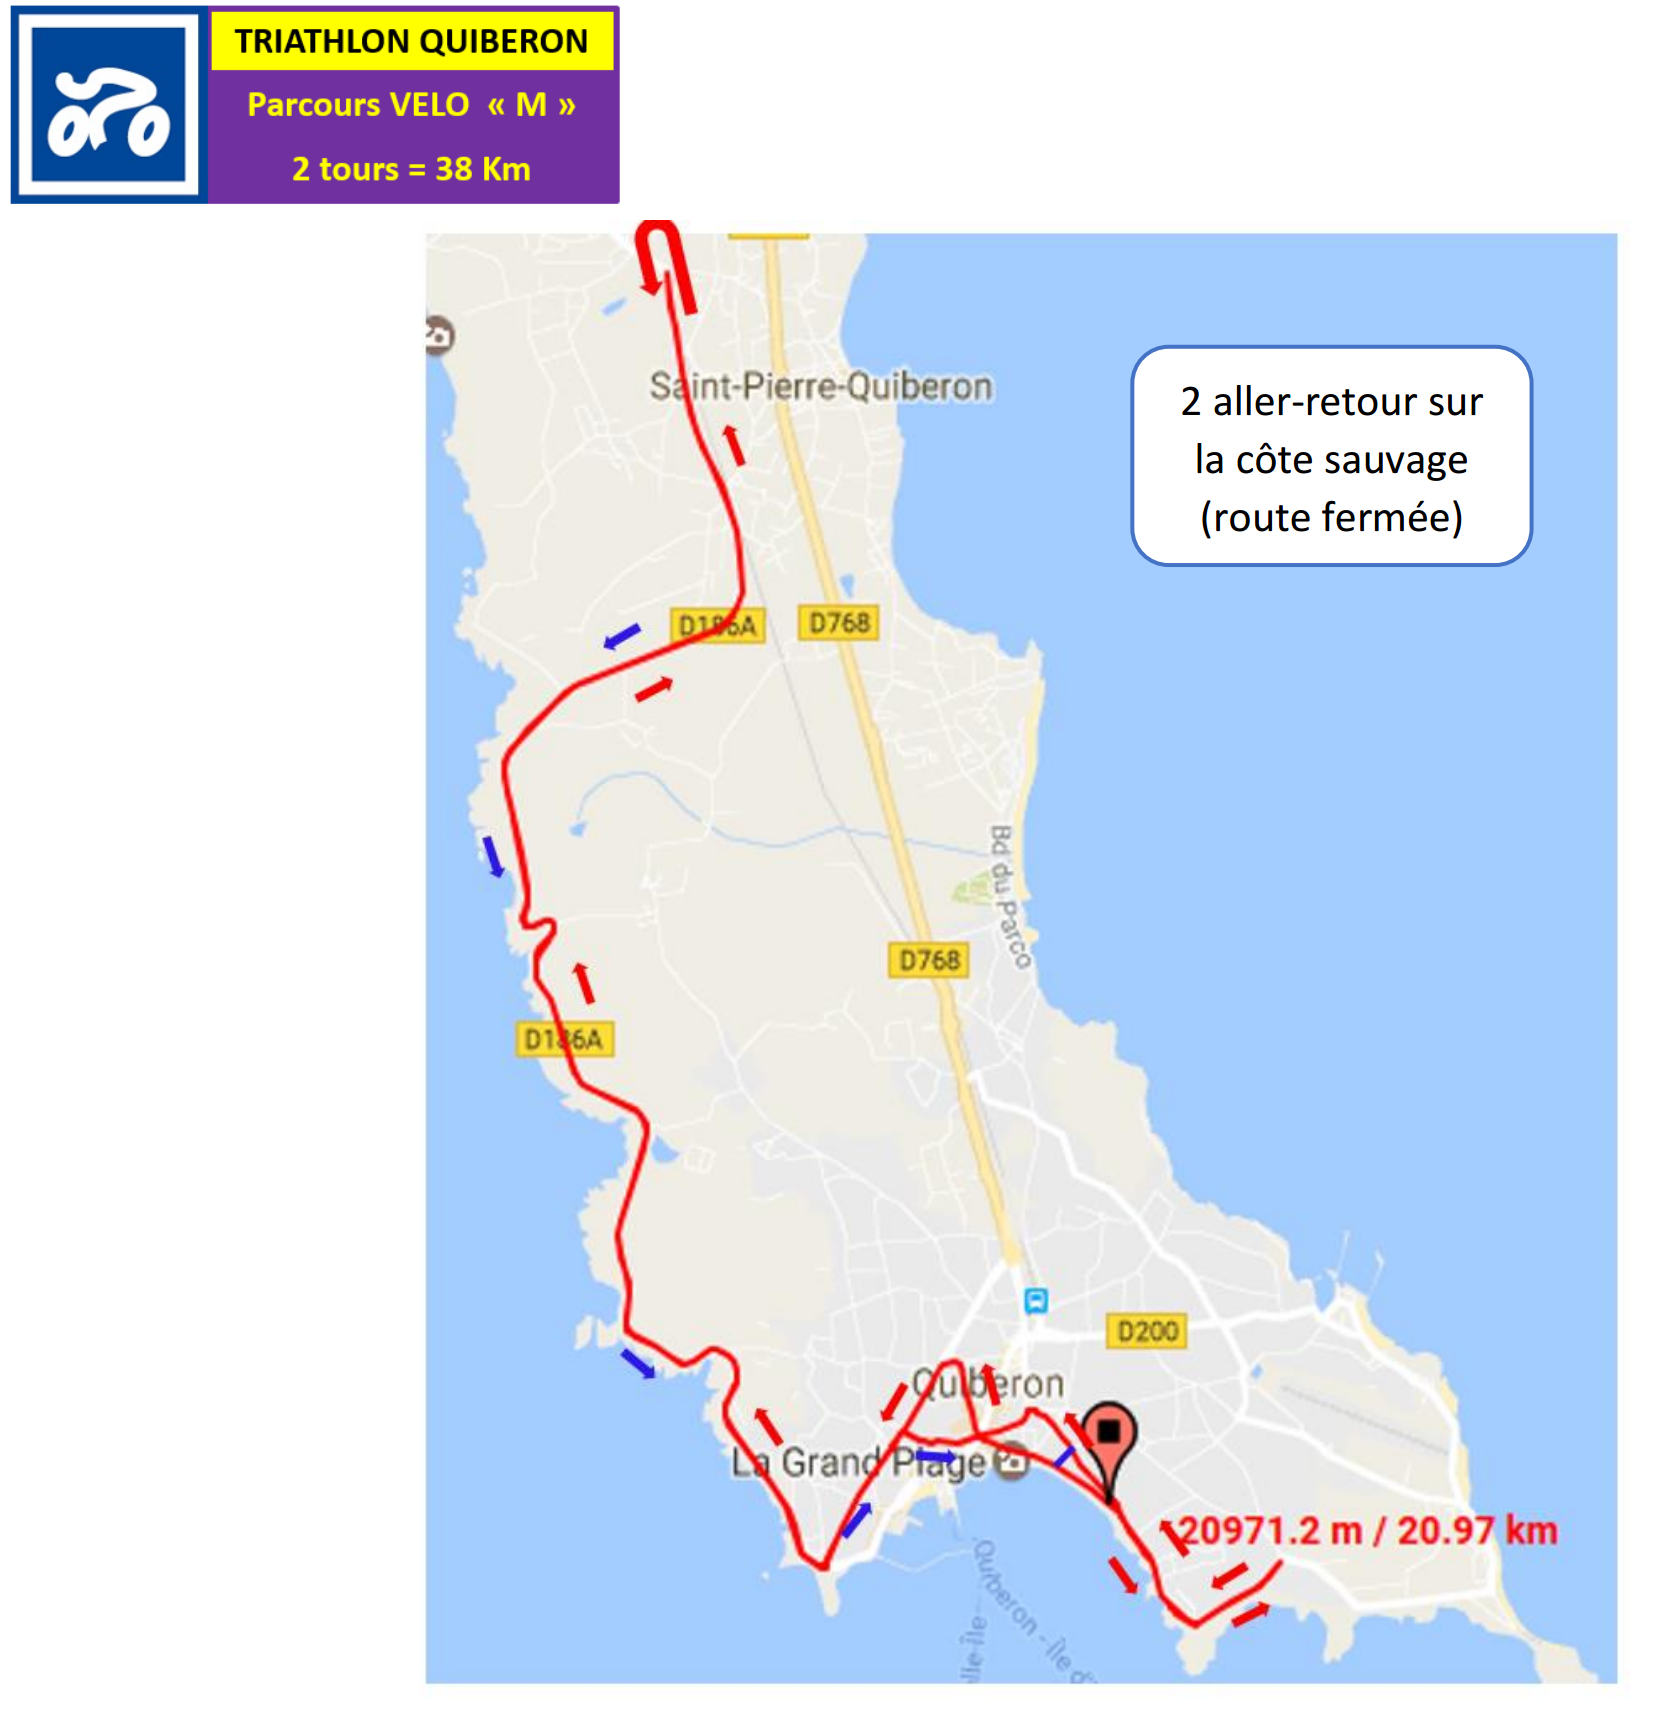 TRIATHLON QUIBERON
Parcours VELO « M »
2 tours = 38 Km
Saint-Pierre-Quiberon
2 aller-retour sur
la côte sauvage
(route fermée)
D186A
D768
Bd du Parco
D768
D186A
D200
Quiberon
La Grand Plage
20971.2 m / 20.97 km
Quiberon - Île d'
lle-Île